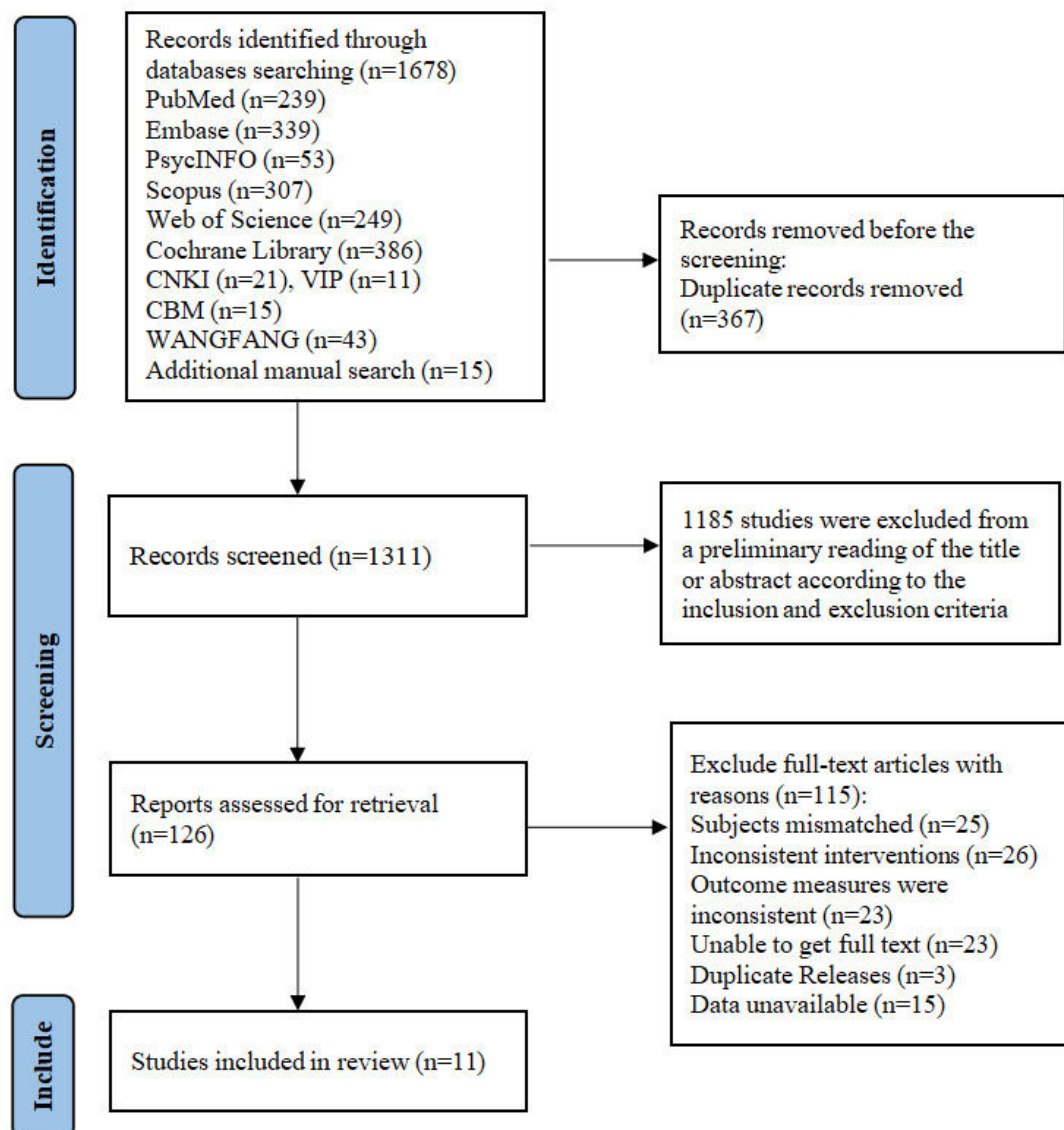 Identification
Records identified through
databases searching (n=1678)
PubMed (n=239)
Embase (n=339)
PsycINFO (n=53)
Scopus (n=307)
Web of Science (n=249)
Cochrane Library (n=386)
CNKI (n=21), VIP (n=11)
CBM (n=15)
WANGFANG (n=43)
Additional manual search (n=15)
Records removed before the
screening:
Duplicate records removed
(n=367)
Screening
Records screened (n=1311)
1185 studies were excluded from
a preliminary reading of the title
or abstract according to the
inclusion and exclusion criteria
Reports assessed for retrieval
(n=126)
Exclude full-text articles with
reasons (n=115):
Subjects mismatched (n=25)
Inconsistent interventions (n=26)
Outcome measures were
inconsistent (n=23)
Unable to get full text (n=23)
Duplicate Releases (n=3)
Data unavailable (n=15)
Include
Studies included in review (n=11)